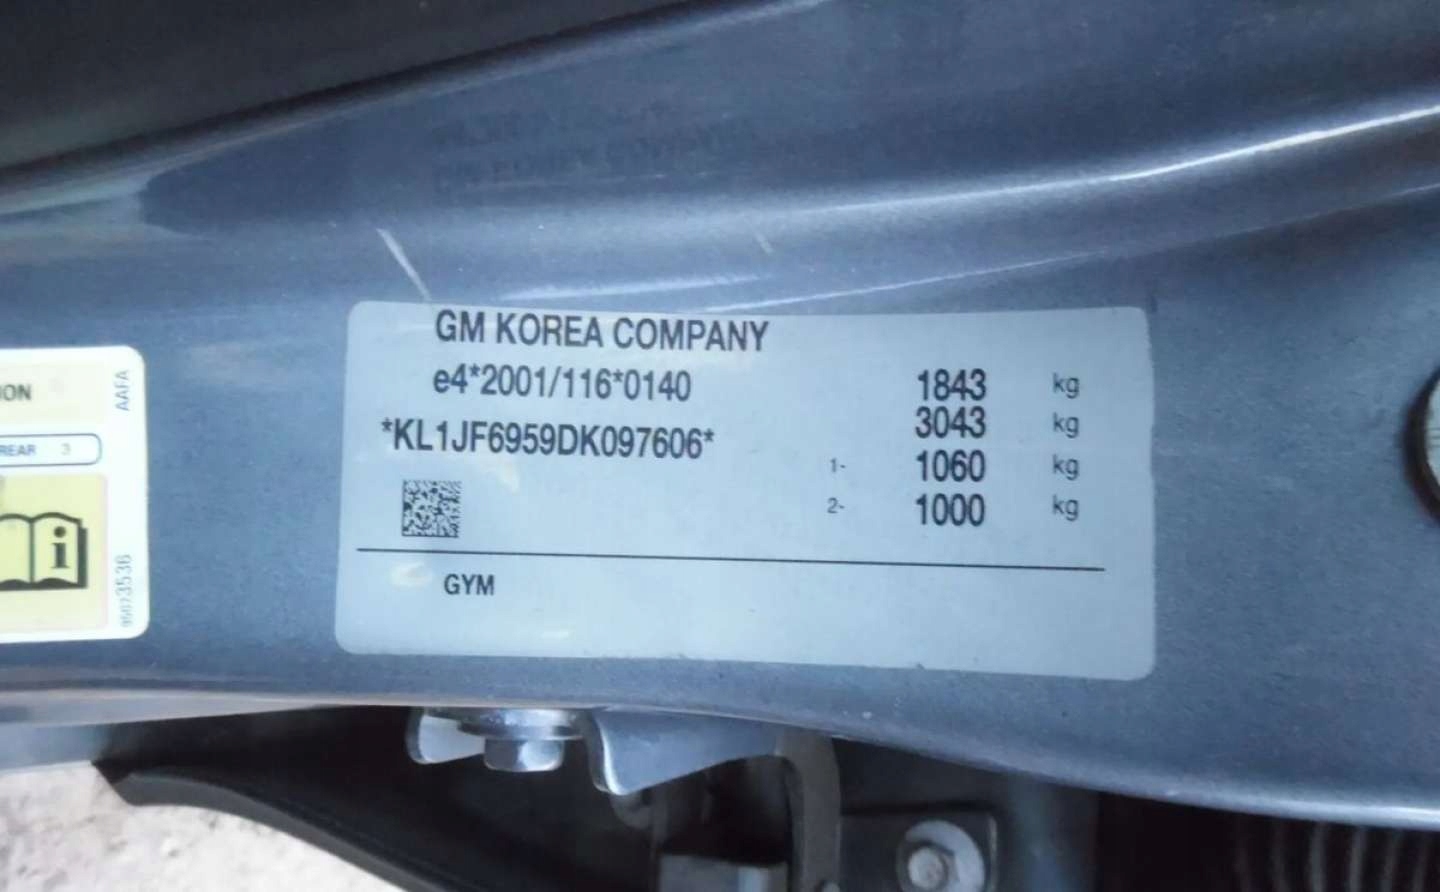 GM KOREA COMPANY
e4*2001/116*0140
*KL1JF6959DK097606*
1843 kg
3043 kg
1- 1060 kg
2- 1000 kg
GYM
ION
AAFA
REAR 3
i